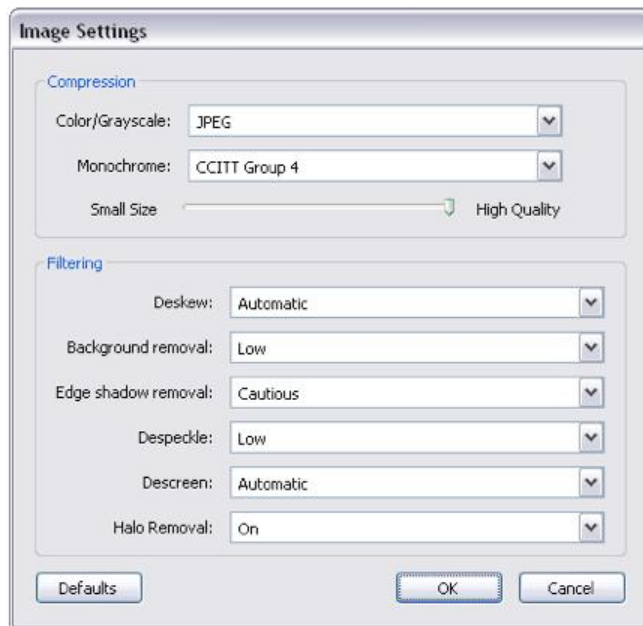 Image Settings
Compression
Color/Grayscale: JPEG
Monochrome: CCITT Group 4
Small Size High Quality
Filtering
Deskew: Automatic
Background removal: Low
Edge shadow removal: Cautious
Despeckle: Low
Descreen: Automatic
Halo Removal: On
Defaults OK Cancel